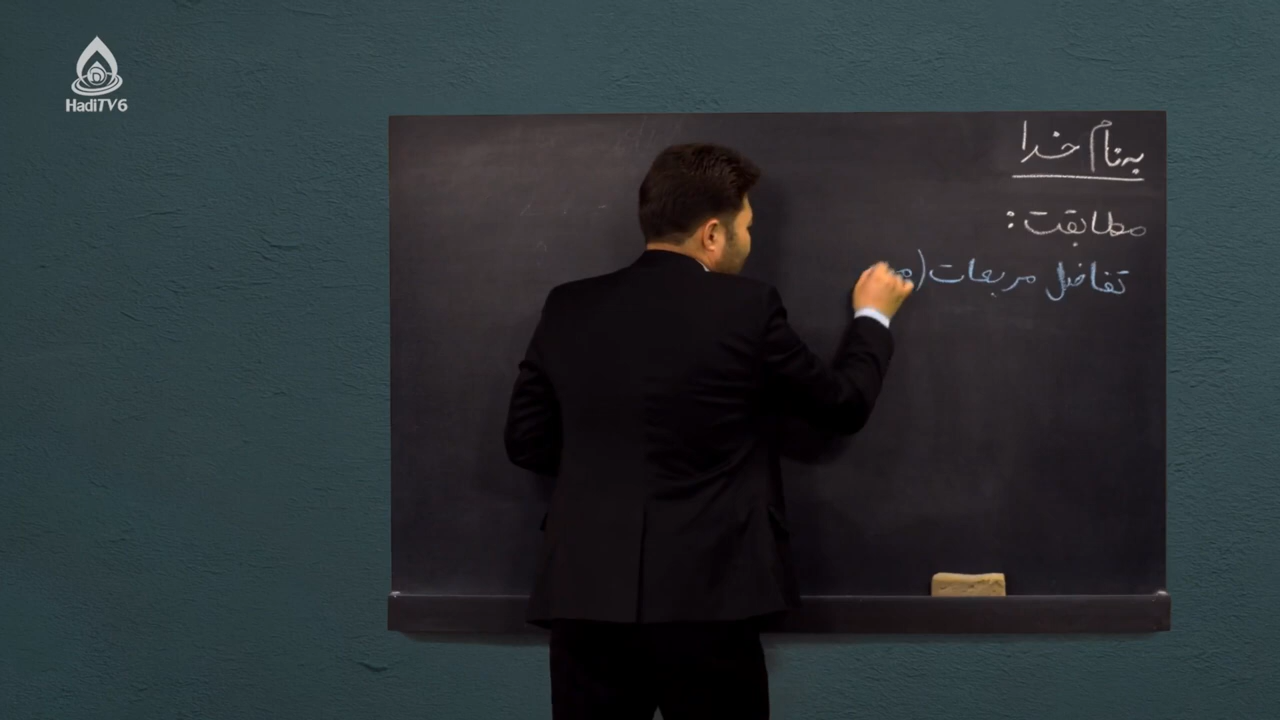 HadiTV6
به نام خدا
مطابقت:
تفاضل مربعات (م